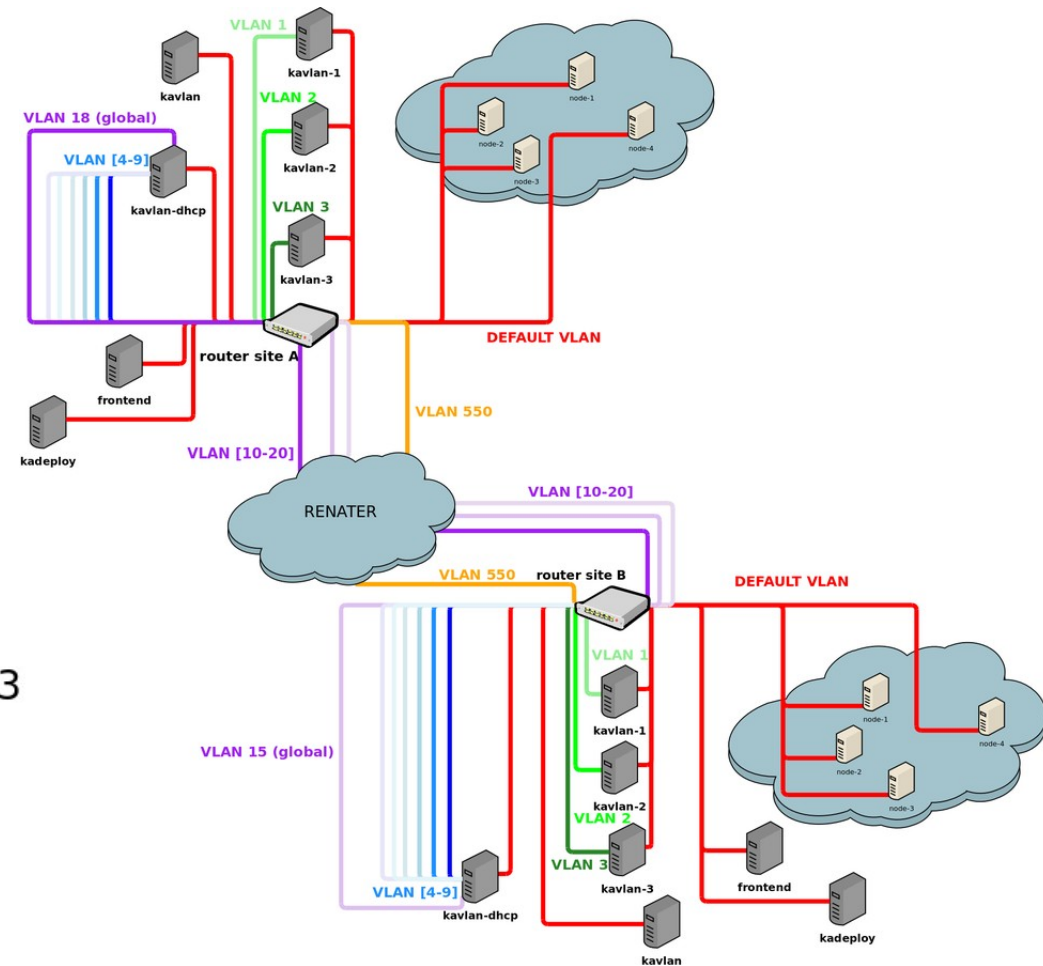 VLAN 1
kavlan-1
kavlan
VLAN 2
kavlan-2
VLAN 18 (global)
VLAN [4-9]
kavlan-dhcp
VLAN 3
kavlan-3
node-1
node-2
node-3
node-4
DEFAULT VLAN
router site A
frontend
kadeploy
VLAN 550
VLAN [10-20]
RENATER
VLAN [10-20]
VLAN 550
router site B
DEFAULT VLAN
3
VLAN 1
kavlan-1
VLAN 15 (global)
kavlan-2
VLAN 2
VLAN 3
kavlan-3
VLAN [4-9]
kavlan-dhcp
kavlan
node-1
node-4
node-2
node-3
frontend
kadeploy